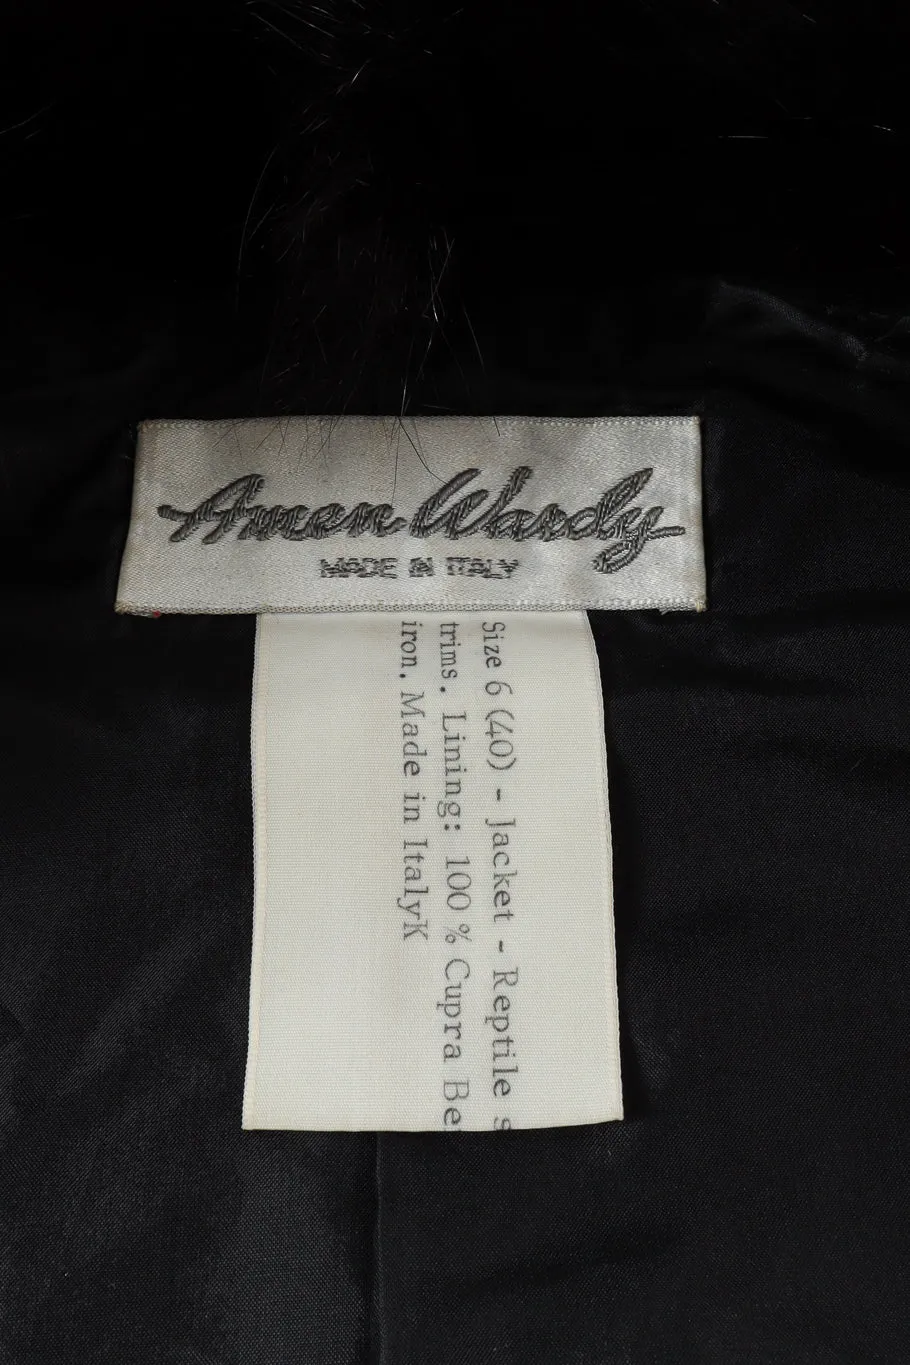 Amen Wardy
MADE IN ITALY
Size 6 (40) - Jacket - Reptile s
trims. Lining: 100 % Cupra Be
iron. Made in ItalyK